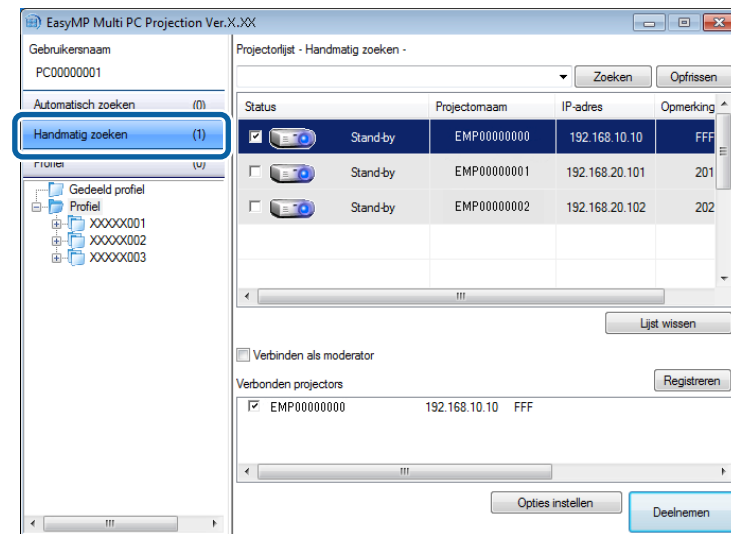 EasyMP Multi PC Projection Ver.X.XX
Gebruikersnaam
PC00000001
Automatisch zoeken (0)
Handmatig zoeken (1)
Profiel (0)
Gedeeld profiel
Profiel
XXXXX001
XXXXX002
XXXXX003
Projectorlijst - Handmatig zoeken -
Zoeken Opfrissen
Status Projectornaam IP-adres Opmerking
Stand-by EMP00000000 192.168.10.10 FFF
Stand-by EMP00000001 192.168.20.101 201
Stand-by EMP00000002 192.168.20.102 202
Lijst wissen
Verbinden als moderator
Verbonden projectors Registreren
EMP00000000 192.168.10.10 FFF
Opties instellen Deelnemen